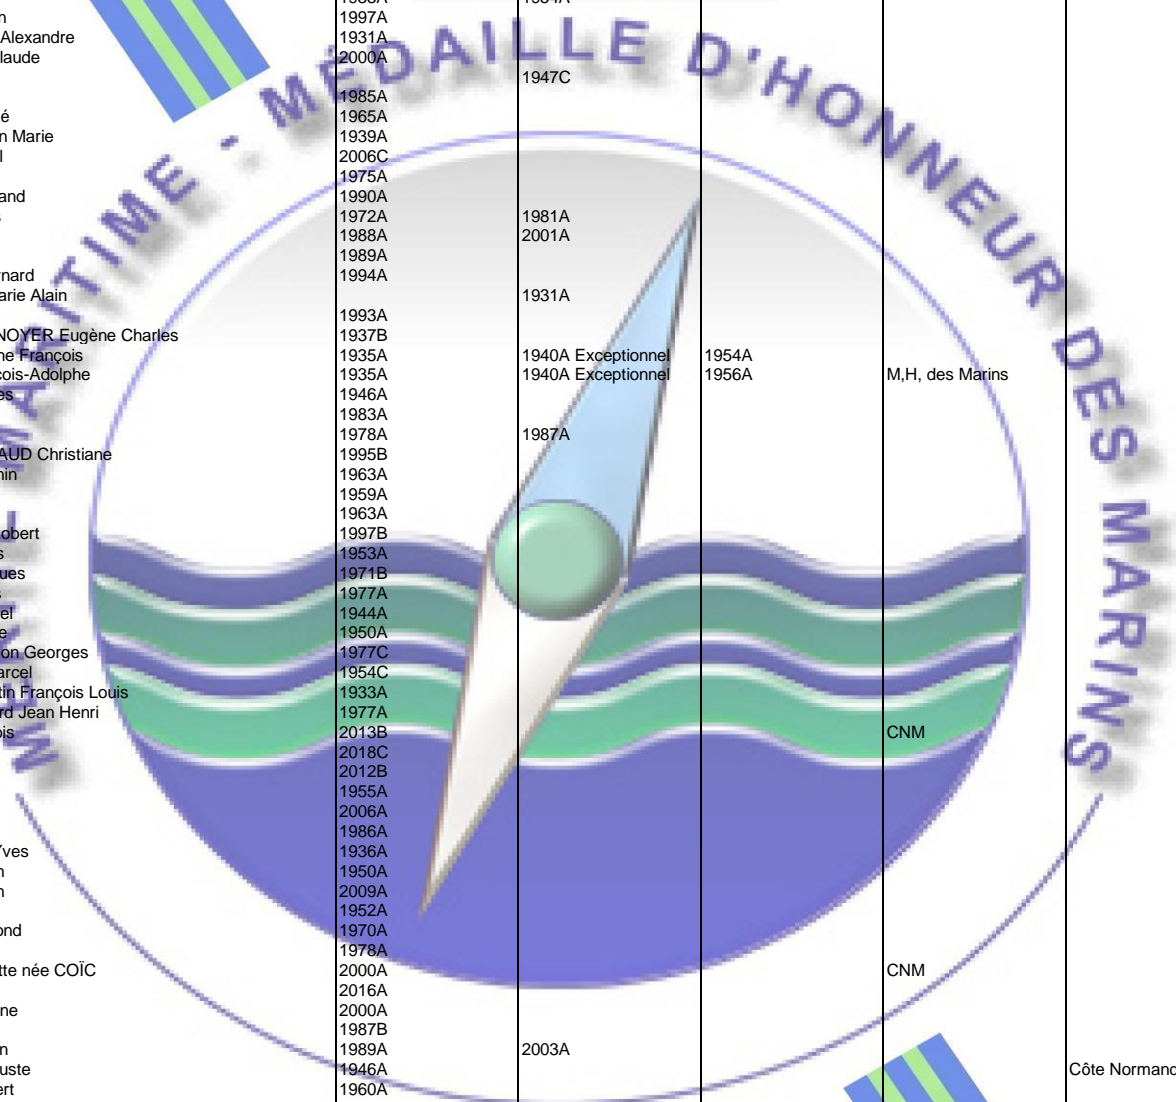 MÉRITE MARITIME - MÉDAILLE D'HONNEUR DES MARINS
n 1997A
Alexandre 1931A
laude 2000A
1947C
1985A
é 1965A
n Marie 1939A
l 2006C
1975A
and 1990A
s 1972A 1981A
1988A 2001A
1989A
rnard 1994A
arie Alain 1931A
1993A
NOYER Eugène Charles 1937B
ne François 1935A 1940A Exceptionnel 1954A
cois-Adolphe 1935A 1940A Exceptionnel 1956A M,H, des Marins
es 1946A
1983A
1978A 1987A
AUD Christiane 1995B
nin 1963A
1959A
1963A
obert 1997B
s 1953A
ues 1971B
s 1977A
el 1944A
e 1950A
on Georges 1977C
arcel 1954C
tin François Louis 1933A
rd Jean Henri 1977A
ois 2013B CNM
2018C
2012B
1955A
2006A
1986A
Yves 1936A
n 1950A
n 2009A
1952A
ond 1970A
1978A
tte née COÏC 2000A CNM
2016A
ne 2000A
1987B
n 1989A 2003A
uste 1946A Côte Normand
ert 1960A